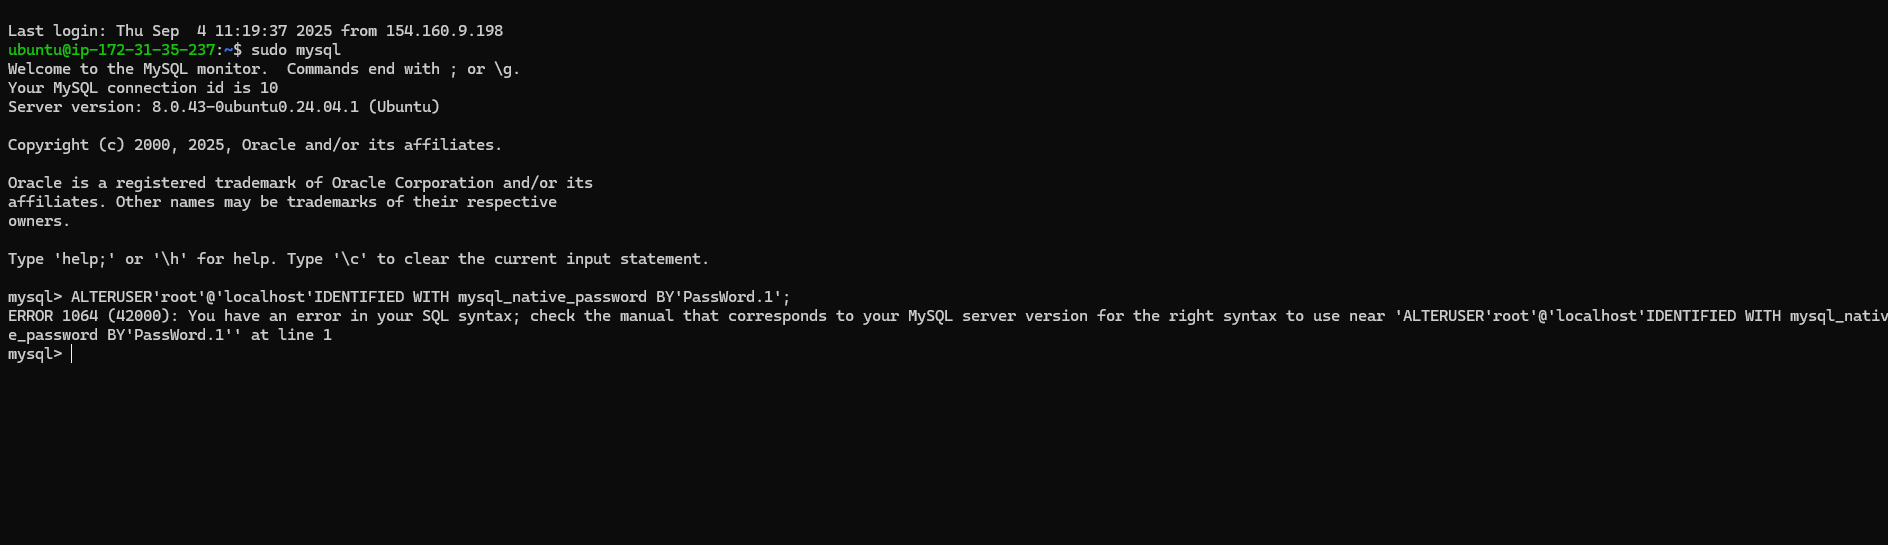 Last login: Thu Sep  4 11:19:37 2025 from 154.160.9.198
ubuntu@ip-172-31-35-237:~$ sudo mysql
Welcome to the MySQL monitor.  Commands end with ; or \g.
Your MySQL connection id is 10
Server version: 8.0.43-0ubuntu0.24.04.1 (Ubuntu)

Copyright (c) 2000, 2025, Oracle and/or its affiliates.

Oracle is a registered trademark of Oracle Corporation and/or its
affiliates. Other names may be trademarks of their respective
owners.

Type 'help;' or '\h' for help. Type '\c' to clear the current input statement.

mysql> ALTERUSER'root'@'localhost'IDENTIFIED WITH mysql_native_password BY'PassWord.1';
ERROR 1064 (42000): You have an error in your SQL syntax; check the manual that corresponds to your MySQL server version for the right syntax to use near 'ALTERUSER'root'@'localhost'IDENTIFIED WITH mysql_nativ
e_password BY'PassWord.1'' at line 1
mysql>